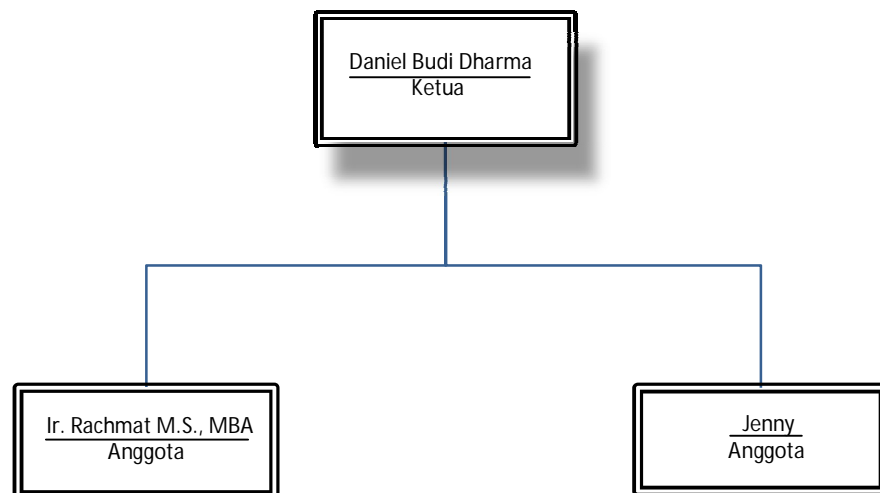 Daniel Budi Dharma
Ketua
Ir. Rachmat M.S., MBA
Anggota
Jenny
Anggota